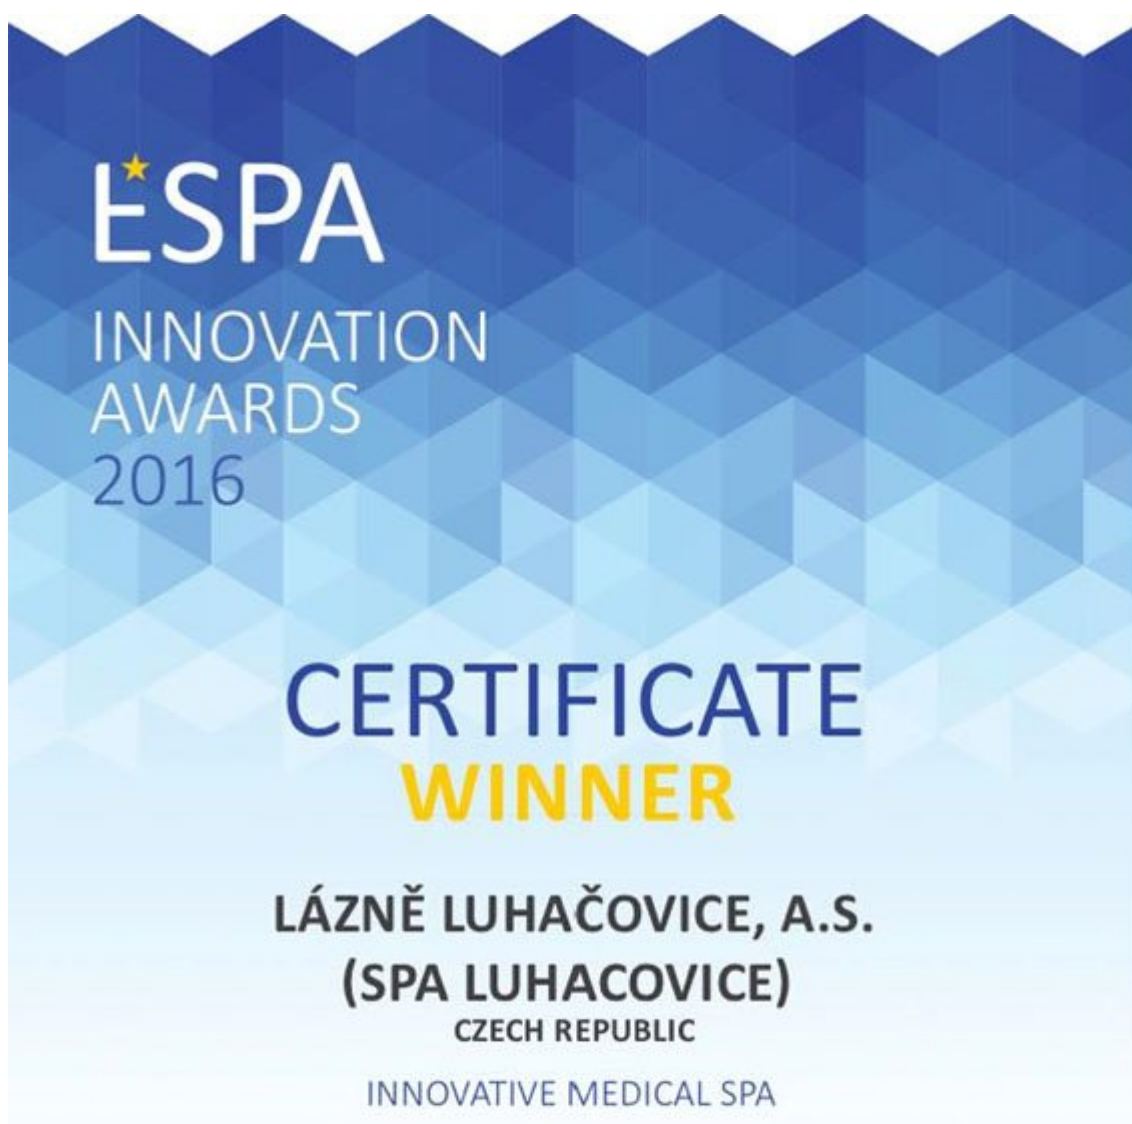 ESPA
INNOVATION
AWARDS
2016
CERTIFICATE
WINNER
LÁZNĚ LUHAČOVICE, A.S.
(SPA LUHACOVICE)
CZECH REPUBLIC
INNOVATIVE MEDICAL SPA